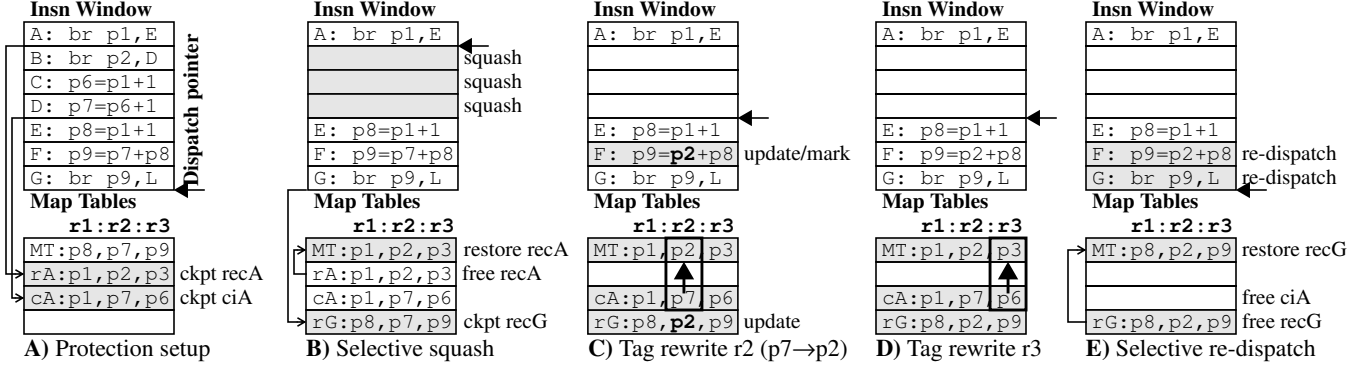 Insn Window
A: br p1,E
B: br p2,D
C: p6=p1+1
D: p7=p6+1
E: p8=p1+1
F: p9=p7+p8
G: br p9,L
Dispatch pointer
Map Tables
r1:r2:r3
MT:p8,p7,p9
rA:p1,p2,p3 ckpt recA
cA:p1,p7,p6 ckpt ciA
A) Protection setup
Insn Window
A: br p1,E
squash
squash
squash
E: p8=p1+1
F: p9=p7+p8
G: br p9,L
Map Tables
r1:r2:r3
MT:p1,p2,p3 restore recA
rA:p1,p2,p3 free recA
cA:p1,p7,p6
rG:p8,p7,p9 ckpt recG
B) Selective squash
Insn Window
A: br p1,E
E: p8=p1+1
F: p9=p2+p8 update/mark
G: br p9,L
Map Tables
r1:r2:r3
MT:p1,p2,p3
cA:p1,p7,p6
rG:p8,p2,p9 update
C) Tag rewrite r2 (p7→p2)
Insn Window
A: br p1,E
E: p8=p1+1
F: p9=p2+p8
G: br p9,L
Map Tables
r1:r2:r3
MT:p1,p2,p3
cA:p1,p7,p6
rG:p8,p2,p9
D) Tag rewrite r3
Insn Window
A: br p1,E
E: p8=p1+1
F: p9=p2+p8 re-dispatch
G: br p9,L re-dispatch
Map Tables
r1:r2:r3
MT:p8,p2,p9 restore recG
free ciA
rG:p8,p2,p9 free recG
E) Selective re-dispatch